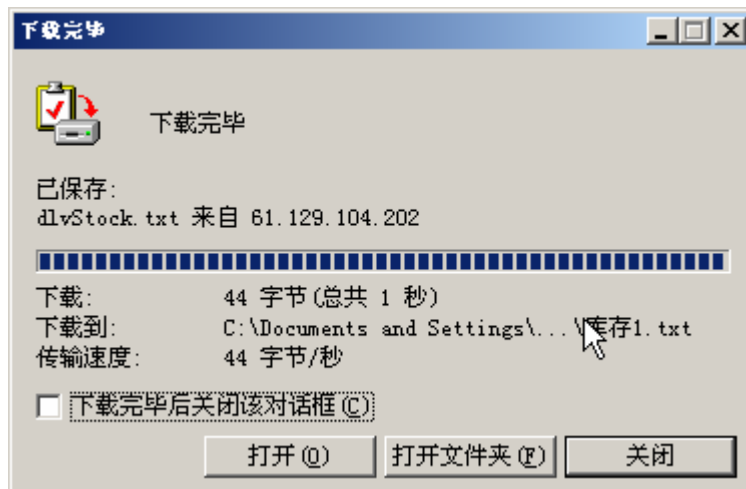 下载完毕
下载完毕
已保存:
dlvStock.txt 来自 61.129.104.202
下载: 44 字节(总共 1 秒)
下载到: C:\Documents and Settings\...\库存1.txt
传输速度: 44 字节/秒
下载完毕后关闭该对话框(C)
打开(O) 打开文件夹(F) 关闭